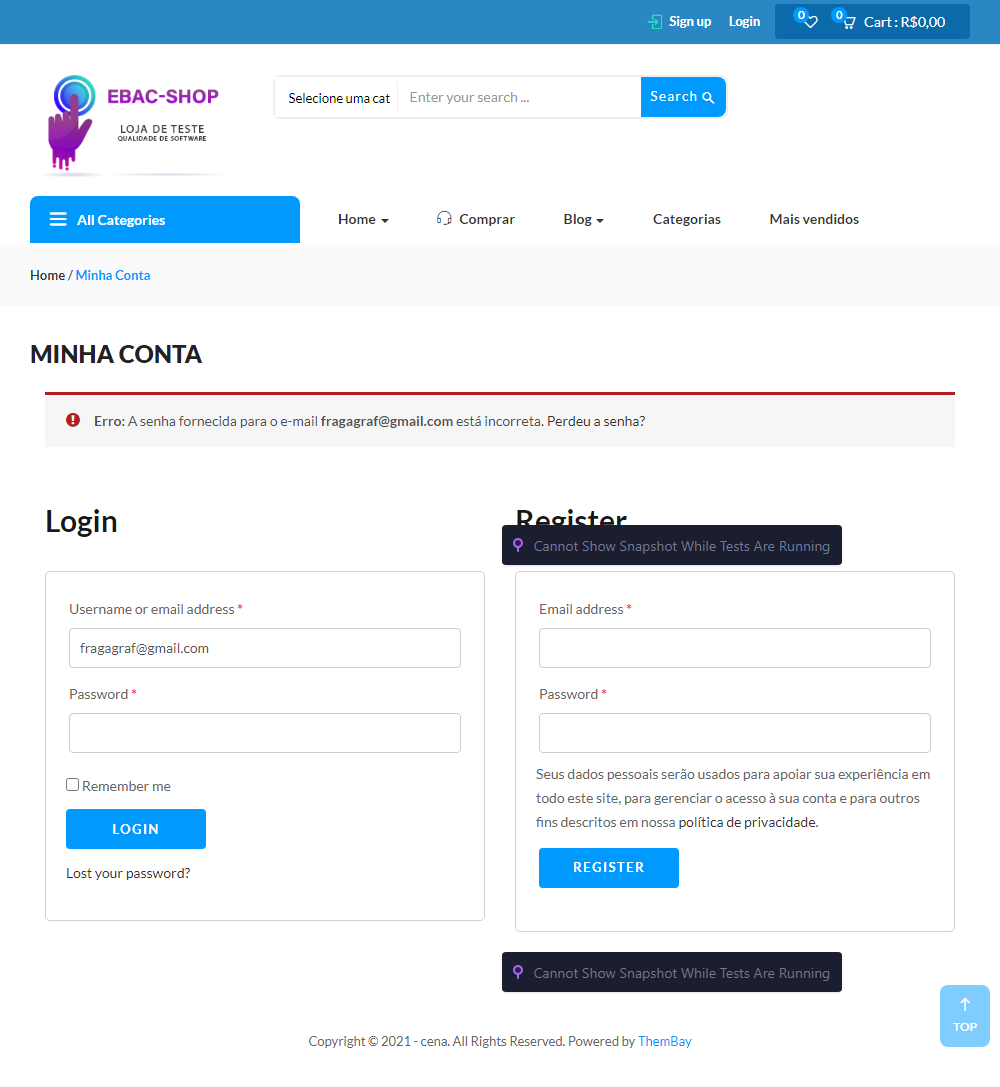 Sign up Login 0 0 Cart : R$0,00
EBAC-SHOP
LOJA DE TESTE
QUALIDADE DE SOFTWARE
Selecione uma cat Enter your search ... Search
All Categories Home Comprar Blog Categorias Mais vendidos
Home / Minha Conta
MINHA CONTA
Erro: A senha fornecida para o e-mail fragagraf@gmail.com está incorreta. Perdeu a senha?
Login
Username or email address *
fragagraf@gmail.com
Password *
Remember me
LOGIN
Lost your password?
Register
Cannot Show Snapshot While Tests Are Running
Email address *
Password *
Seus dados pessoais serão usados para apoiar sua experiência em
todo este site, para gerenciar o acesso à sua conta e para outros
fins descritos em nossa política de privacidade.
REGISTER
Cannot Show Snapshot While Tests Are Running
TOP
Copyright © 2021 - cena. All Rights Reserved. Powered by ThemBay